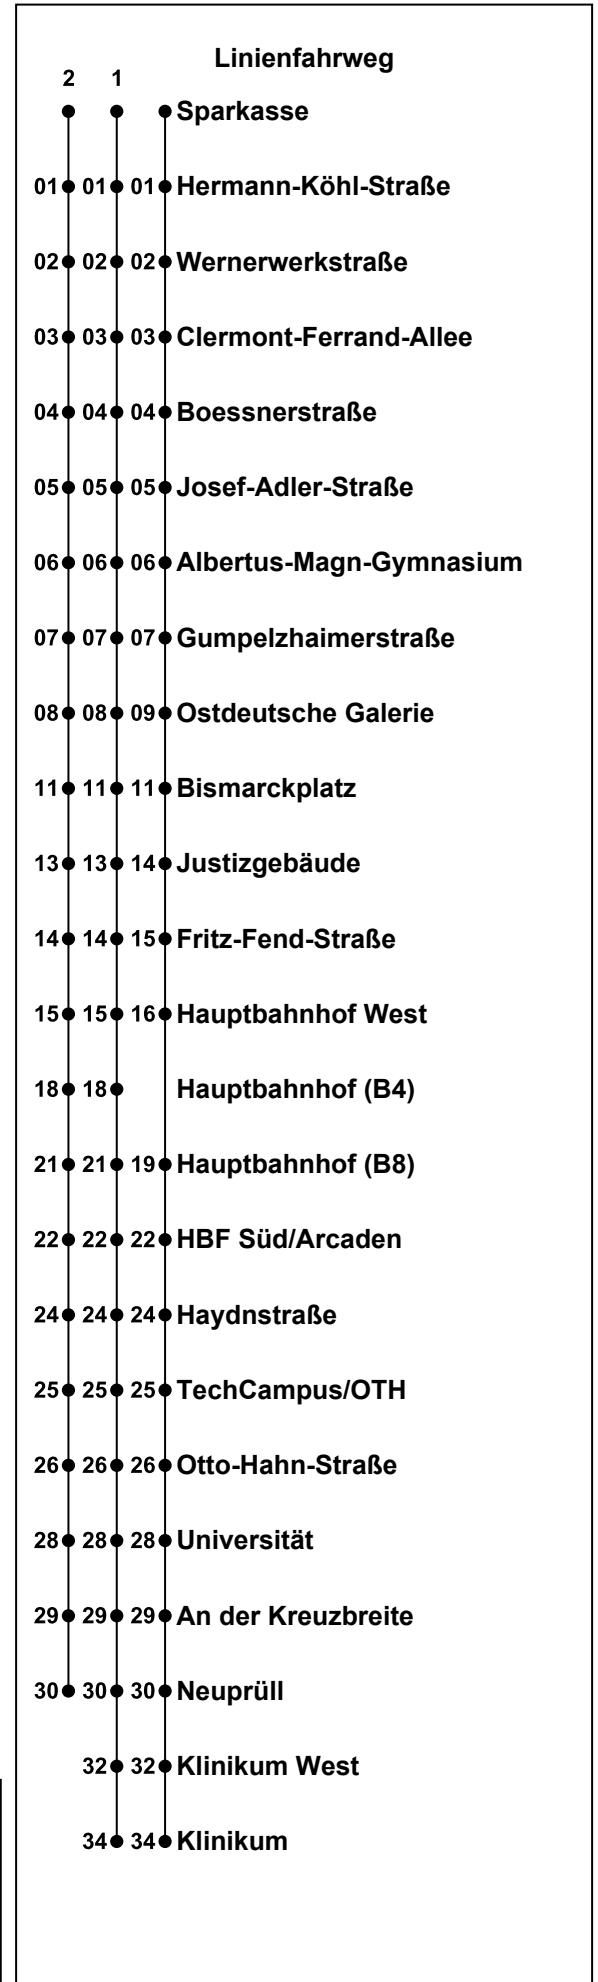 Linienfahrweg
2 1
Sparkasse
01 01 01 Hermann-Köhl-Straße
02 02 02 Wernerwerkstraße
03 03 03 Clermont-Ferrand-Allee
04 04 04 Boessnerstraße
05 05 05 Josef-Adler-Straße
06 06 06 Albertus-Magn-Gymnasium
07 07 07 Gumpelzhaimerstraße
08 08 09 Ostdeutsche Galerie
11 11 11 Bismarckplatz
13 13 14 Justizgebäude
14 14 15 Fritz-Fend-Straße
15 15 16 Hauptbahnhof West
18 18 Hauptbahnhof (B4)
21 21 19 Hauptbahnhof (B8)
22 22 22 HBF Süd/Arcaden
24 24 24 Haydnstraße
25 25 25 TechCampus/OTH
26 26 26 Otto-Hahn-Straße
28 28 28 Universität
29 29 29 An der Kreuzbreite
30 30 30 Neuprüll
32 32 Klinikum West
34 34 Klinikum